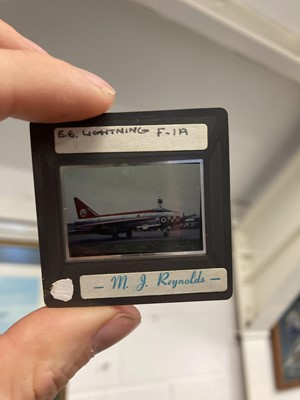 E.E. LIGHTNING F-1A
— M. J. Reynolds —